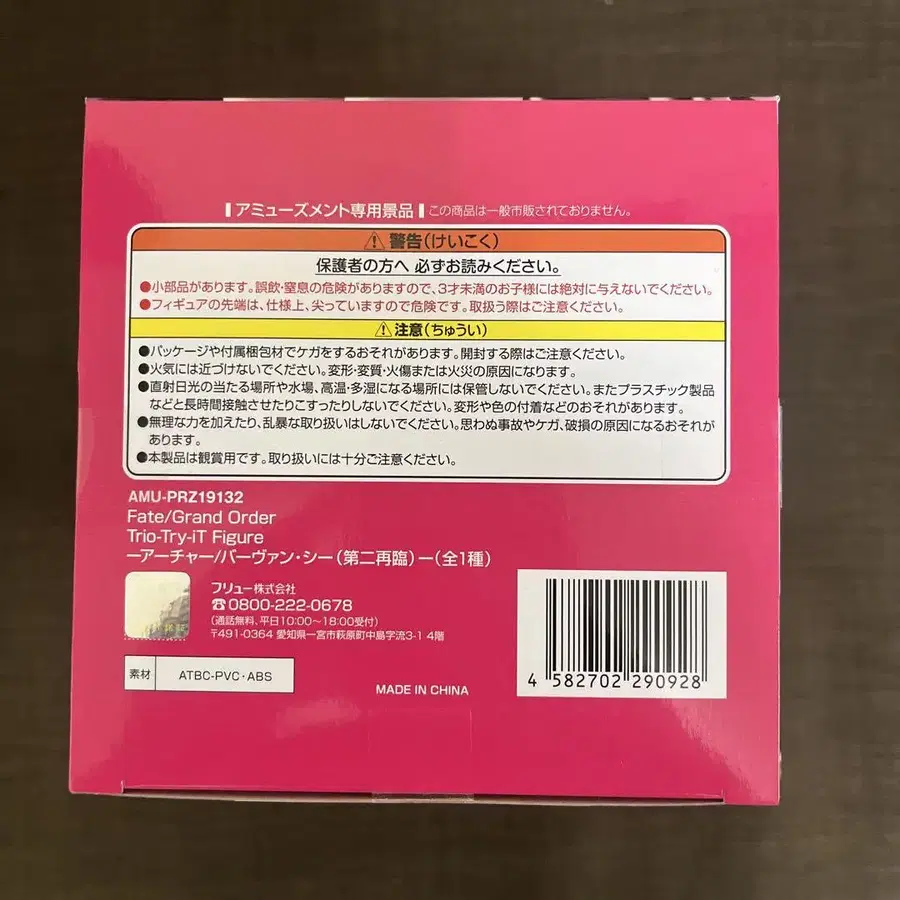 アミューズメント専用景品 この商品は一般市販されておりません。
⚠警告(けいこく)
保護者の方へ 必ずお読みください。
●小部品があります。誤飲・窒息の危険がありますので、3才未満のお子様には絶対に与えないでください。
●フィギュアの先端は、仕様上、尖っていますので危険です。取扱う際はご注意ください。
⚠注意(ちゅうい)
●パッケージや付属梱包材でケガをするおそれがあります。開封する際はご注意ください。
●火気には近づけないでください。変形・変質・火傷または火災の原因になります。
●直射日光の当たる場所や水場、高温・多湿になる場所には保管しないでください。またプラスチック製品
などと長時間接触させたりこすったりしないでください。変形や色の付着などのおそれがあります。
●無理な力を加えたり、乱暴な取り扱いはしないでください。思わぬ事故やケガ、破損の原因になるおそれが
あります。
●本製品は観賞用です。取り扱いには十分ご注意ください。
AMU-PRZ19132
Fate/Grand Order
Trio-Try-iT Figure
ーアーチャー/バーヴァン・シー(第二再臨)ー(全1種)
フリュー株式会社
☎0800-222-0678
(通話無料、平日10:00〜18:00受付)
〒491-0364 愛知県一宮市萩原町中島字流3-1 4階
素材 ATBC-PVC・ABS
MADE IN CHINA
4 582702 290928